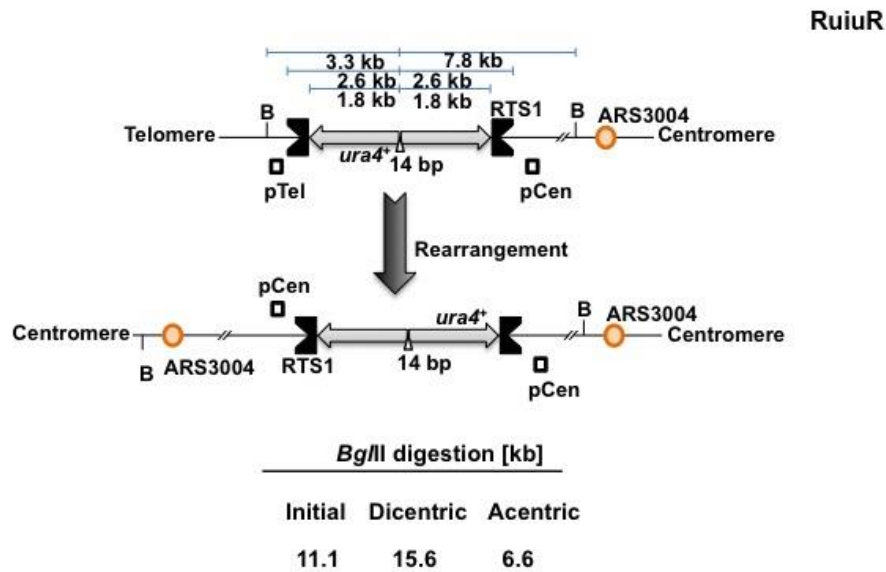 RuiuR
3.3 kb 7.8 kb
2.6 kb 2.6 kb
1.8 kb 1.8 kb
RTS1
B B ARS3004
Telomere Centromere
ura4+ 14 bp
pTel pCen
Rearrangement
pCen
ura4+ B ARS3004
Centromere Centromere
B ARS3004 RTS1 14 bp
pCen
BglII digestion [kb]
Initial Dicentric Acentric
11.1 15.6 6.6